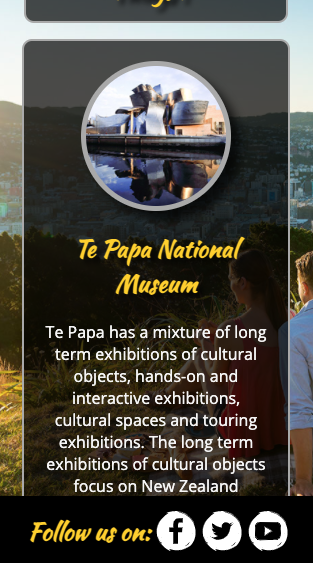 Te Papa National
Museum
Te Papa has a mixture of long
term exhibitions of cultural
objects, hands-on and
interactive exhibitions,
cultural spaces and touring
exhibitions. The long term
exhibitions of cultural objects
focus on New Zealand
Follow us on: